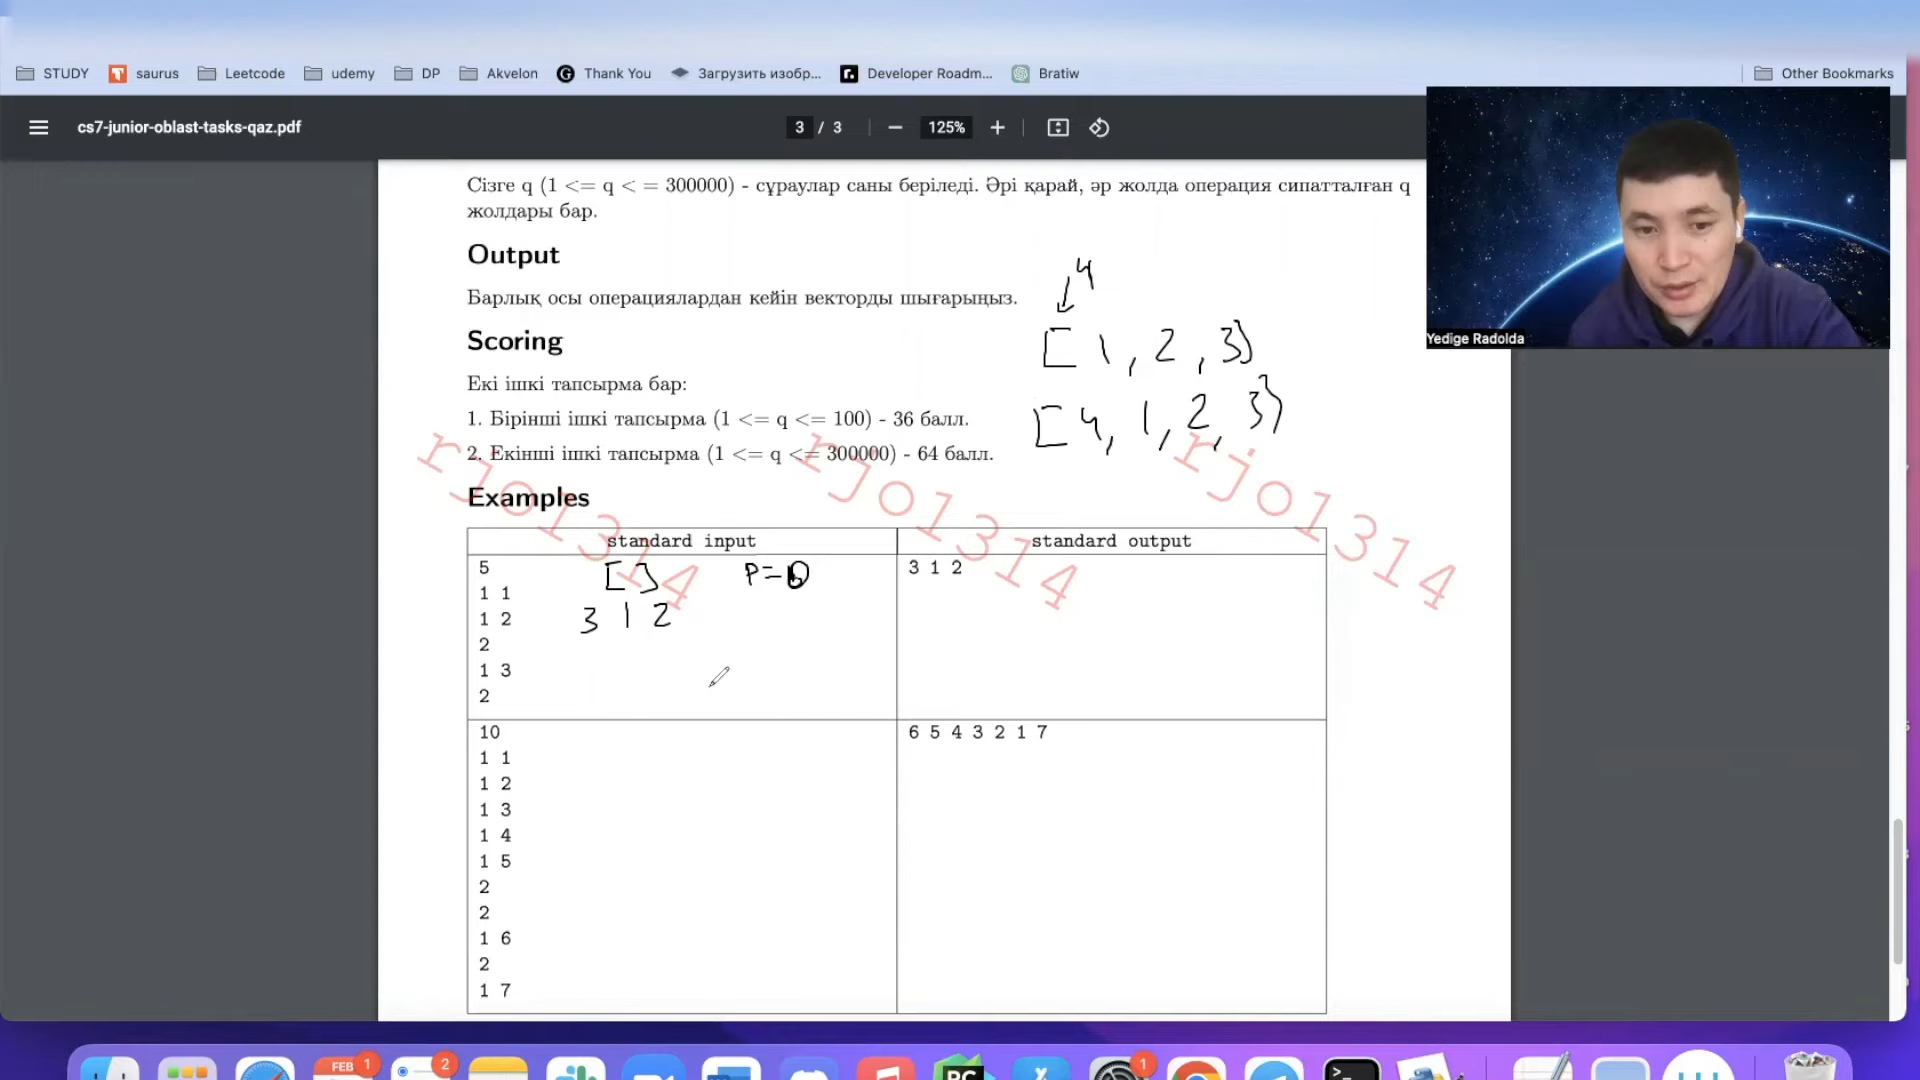 STUDY saurus Leetcode udemy DP Akvelon Thank You Загрузить изобр... Developer Roadm... Bratiw Other Bookmarks
cs7-junior-oblast-tasks-qaz.pdf 3 / 3 125%
Сізге q (1 <= q < = 300000) - сұраулар саны беріледі. Әрі қарай, әр жолда операция сипатталған q
жолдары бар.
Output
Барлық осы операциялардан кейін векторды шығарыңыз.
4
Scoring
[ 1 , 2 , 3 ]
Екі ішкі тапсырма бар:
[ 4, 1, 2, 3 ]
1. Бірінші ішкі тапсырма (1 <= q <= 100) - 36 балл.
2. Екінші ішкі тапсырма (1 <= q <= 300000) - 64 балл.
rjo1314 rjo1314 rjo1314
Examples
standard input standard output
5 [ ] P=0 3 1 2
1 1
1 2 3 1 2
2
1 3
2
10 6 5 4 3 2 1 7
1 1
1 2
1 3
1 4
1 5
2
2
1 6
2
1 7
Yedige Radolda
FEB 1 2 1
PC